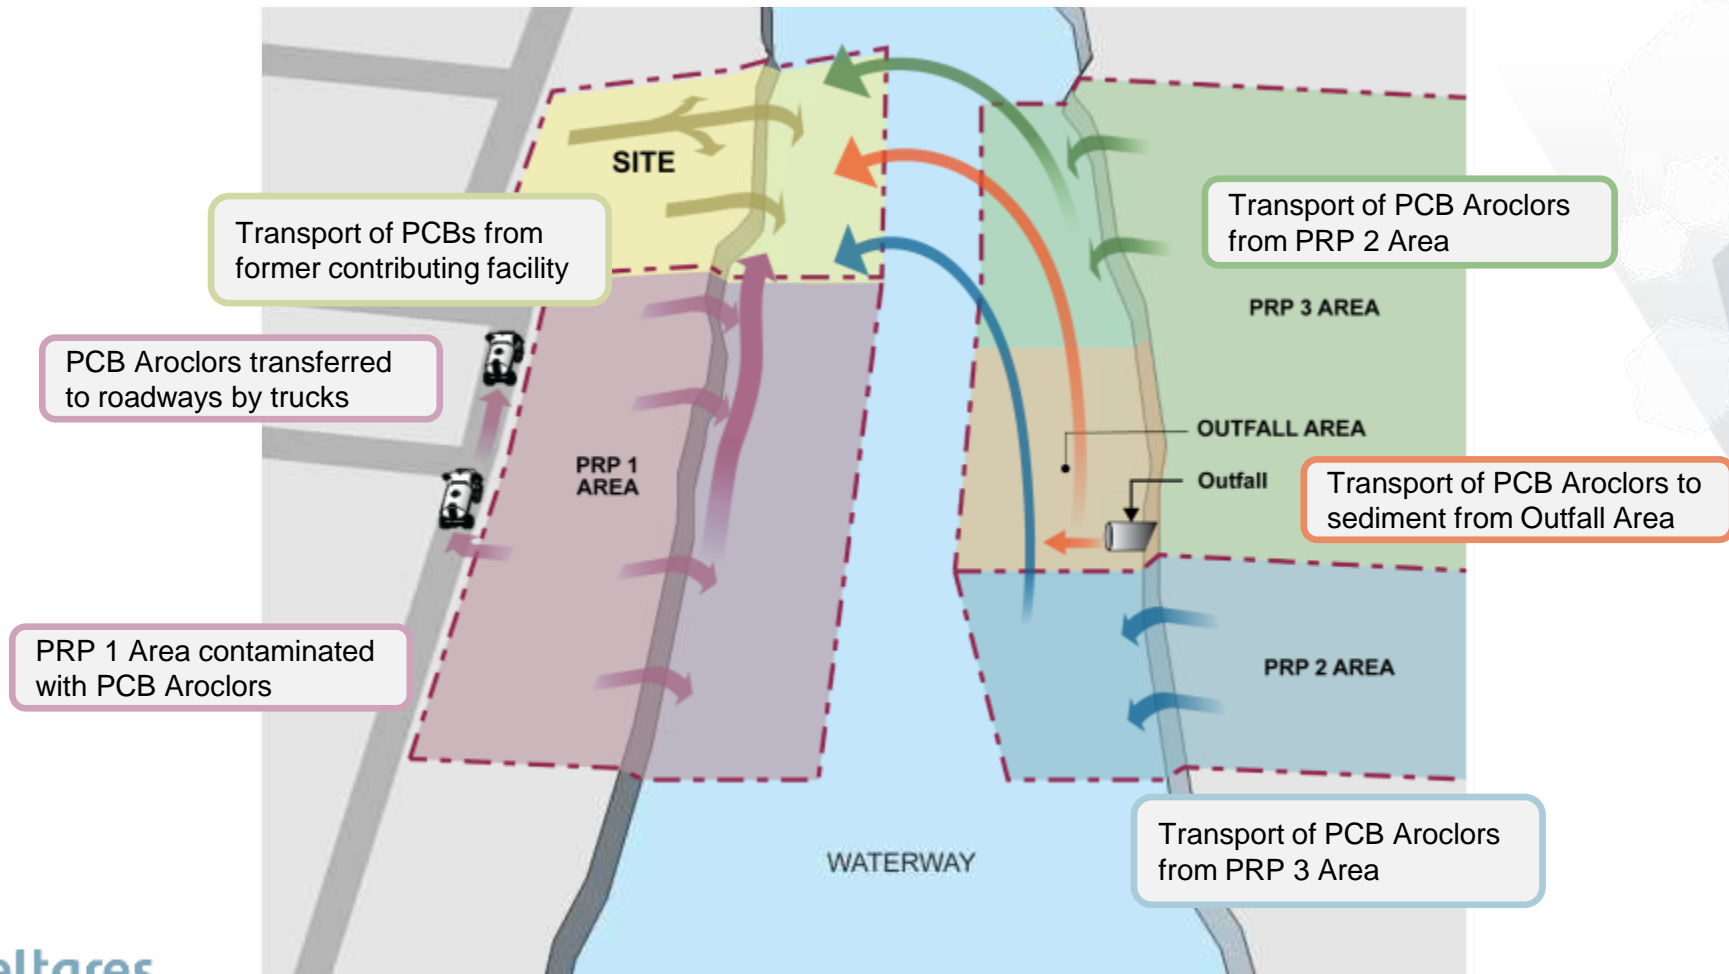 SITE
Transport of PCBs from
former contributing facility
Transport of PCB Aroclors
from PRP 2 Area
PRP 3 AREA
PCB Aroclors transferred
to roadways by trucks
PRP 1
AREA
OUTFALL AREA
Outfall
Transport of PCB Aroclors to
sediment from Outfall Area
PRP 1 Area contaminated
with PCB Aroclors
PRP 2 AREA
Transport of PCB Aroclors
from PRP 3 Area
WATERWAY